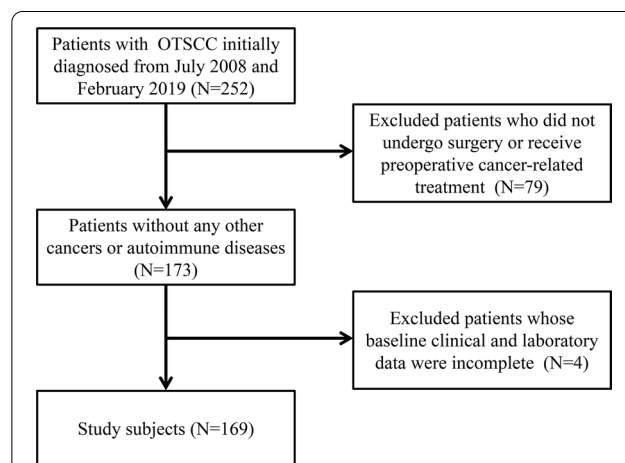 Patients with OTSCC initially
diagnosed from July 2008 and
February 2019 (N=252)
Excluded patients who did not
undergo surgery or receive
preoperative cancer-related
treatment (N=79)
Patients without any other
cancers or autoimmune diseases
(N=173)
Excluded patients whose
baseline clinical and laboratory
data were incomplete (N=4)
Study subjects (N=169)